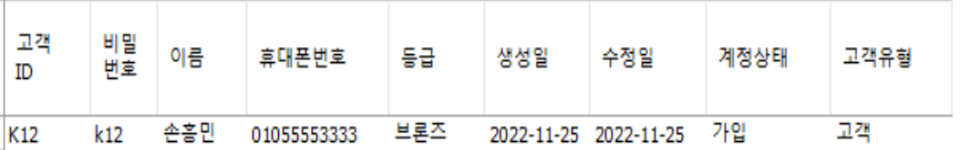 고객
ID
비밀
번호
이름
휴대폰번호
등급
생성일
수정일
계정상태
고객유형
K12 k12 손흥민 01055553333 브론즈 2022-11-25 2022-11-25 가입 고객